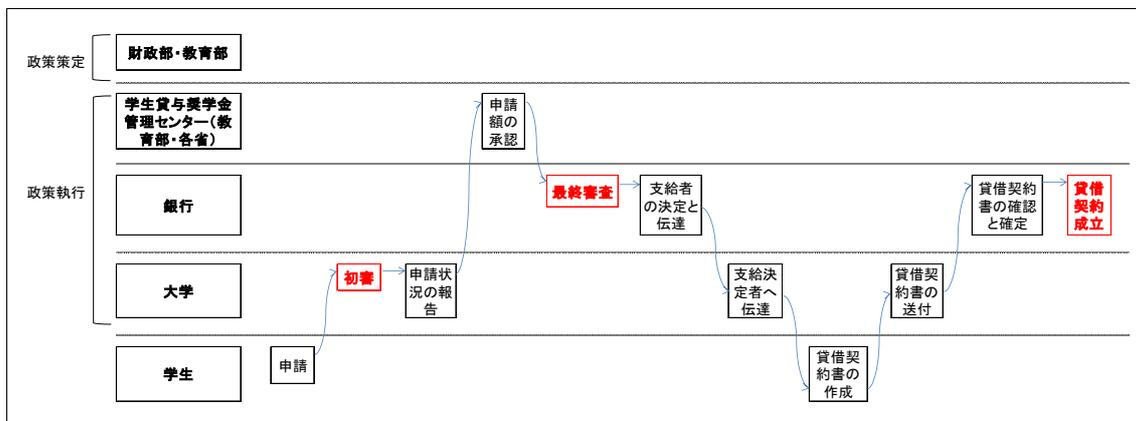 政策策定
財政部・教育部
政策執行
学生貸与奨学金
管理センター（教
育部・各省）
申請
額の
承認
銀行
最終審査
支給者
の決定と
伝達
貸借契約
書の確認
と確定
貸借
契約
成立
大学
初審
申請状
況の報
告
支給決
定者へ
伝達
貸借契
約書の
送付
学生
申請
貸借契
約書の
作成